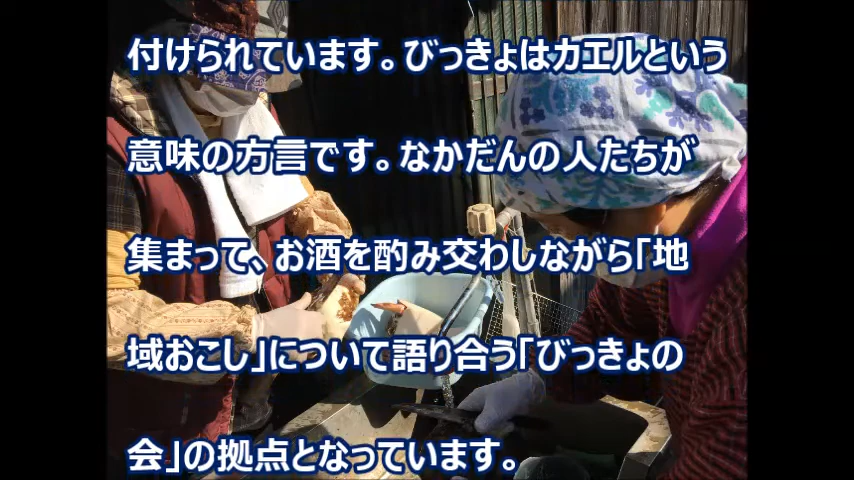 付けられています。びっきょはカエルという
意味の方言です。なかだんの人たちが
集まって、お酒を酌み交わしながら「地
域おこし」について語り合う「びっきょの
会」の拠点となっています。